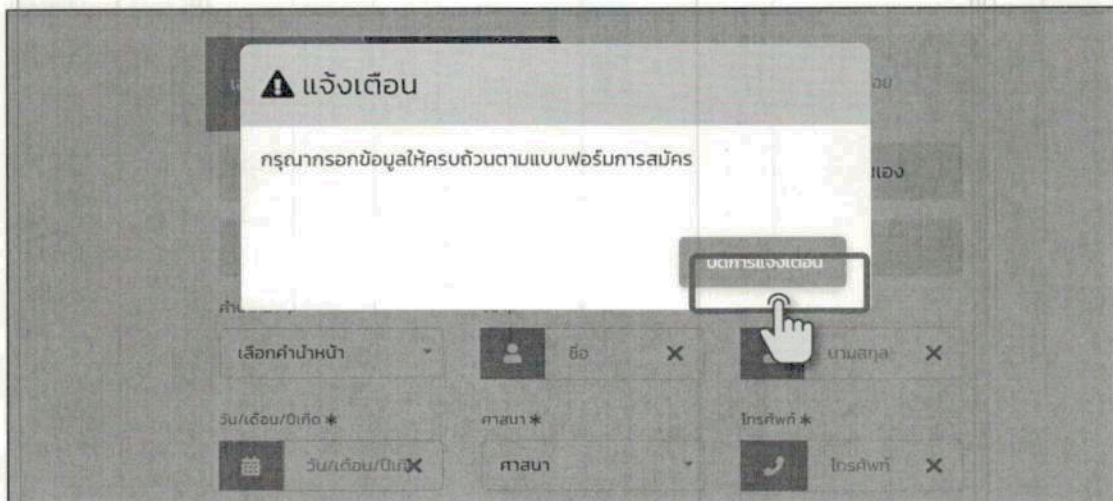 แจ้งเตือน
กรุณากรอกข้อมูลให้ครบถ้วนตามแบบฟอร์มการสมัคร
นเอง
ปิดการแจ้งเตือน
เลือกคำนำหน้า
ชื่อ
นามสกุล
วัน/เดือน/ปีเกิด *
ศาสนา *
โทรศัพท์ *
วัน/เดือน/ปีเกิ
ศาสนา
โทรศัพท์